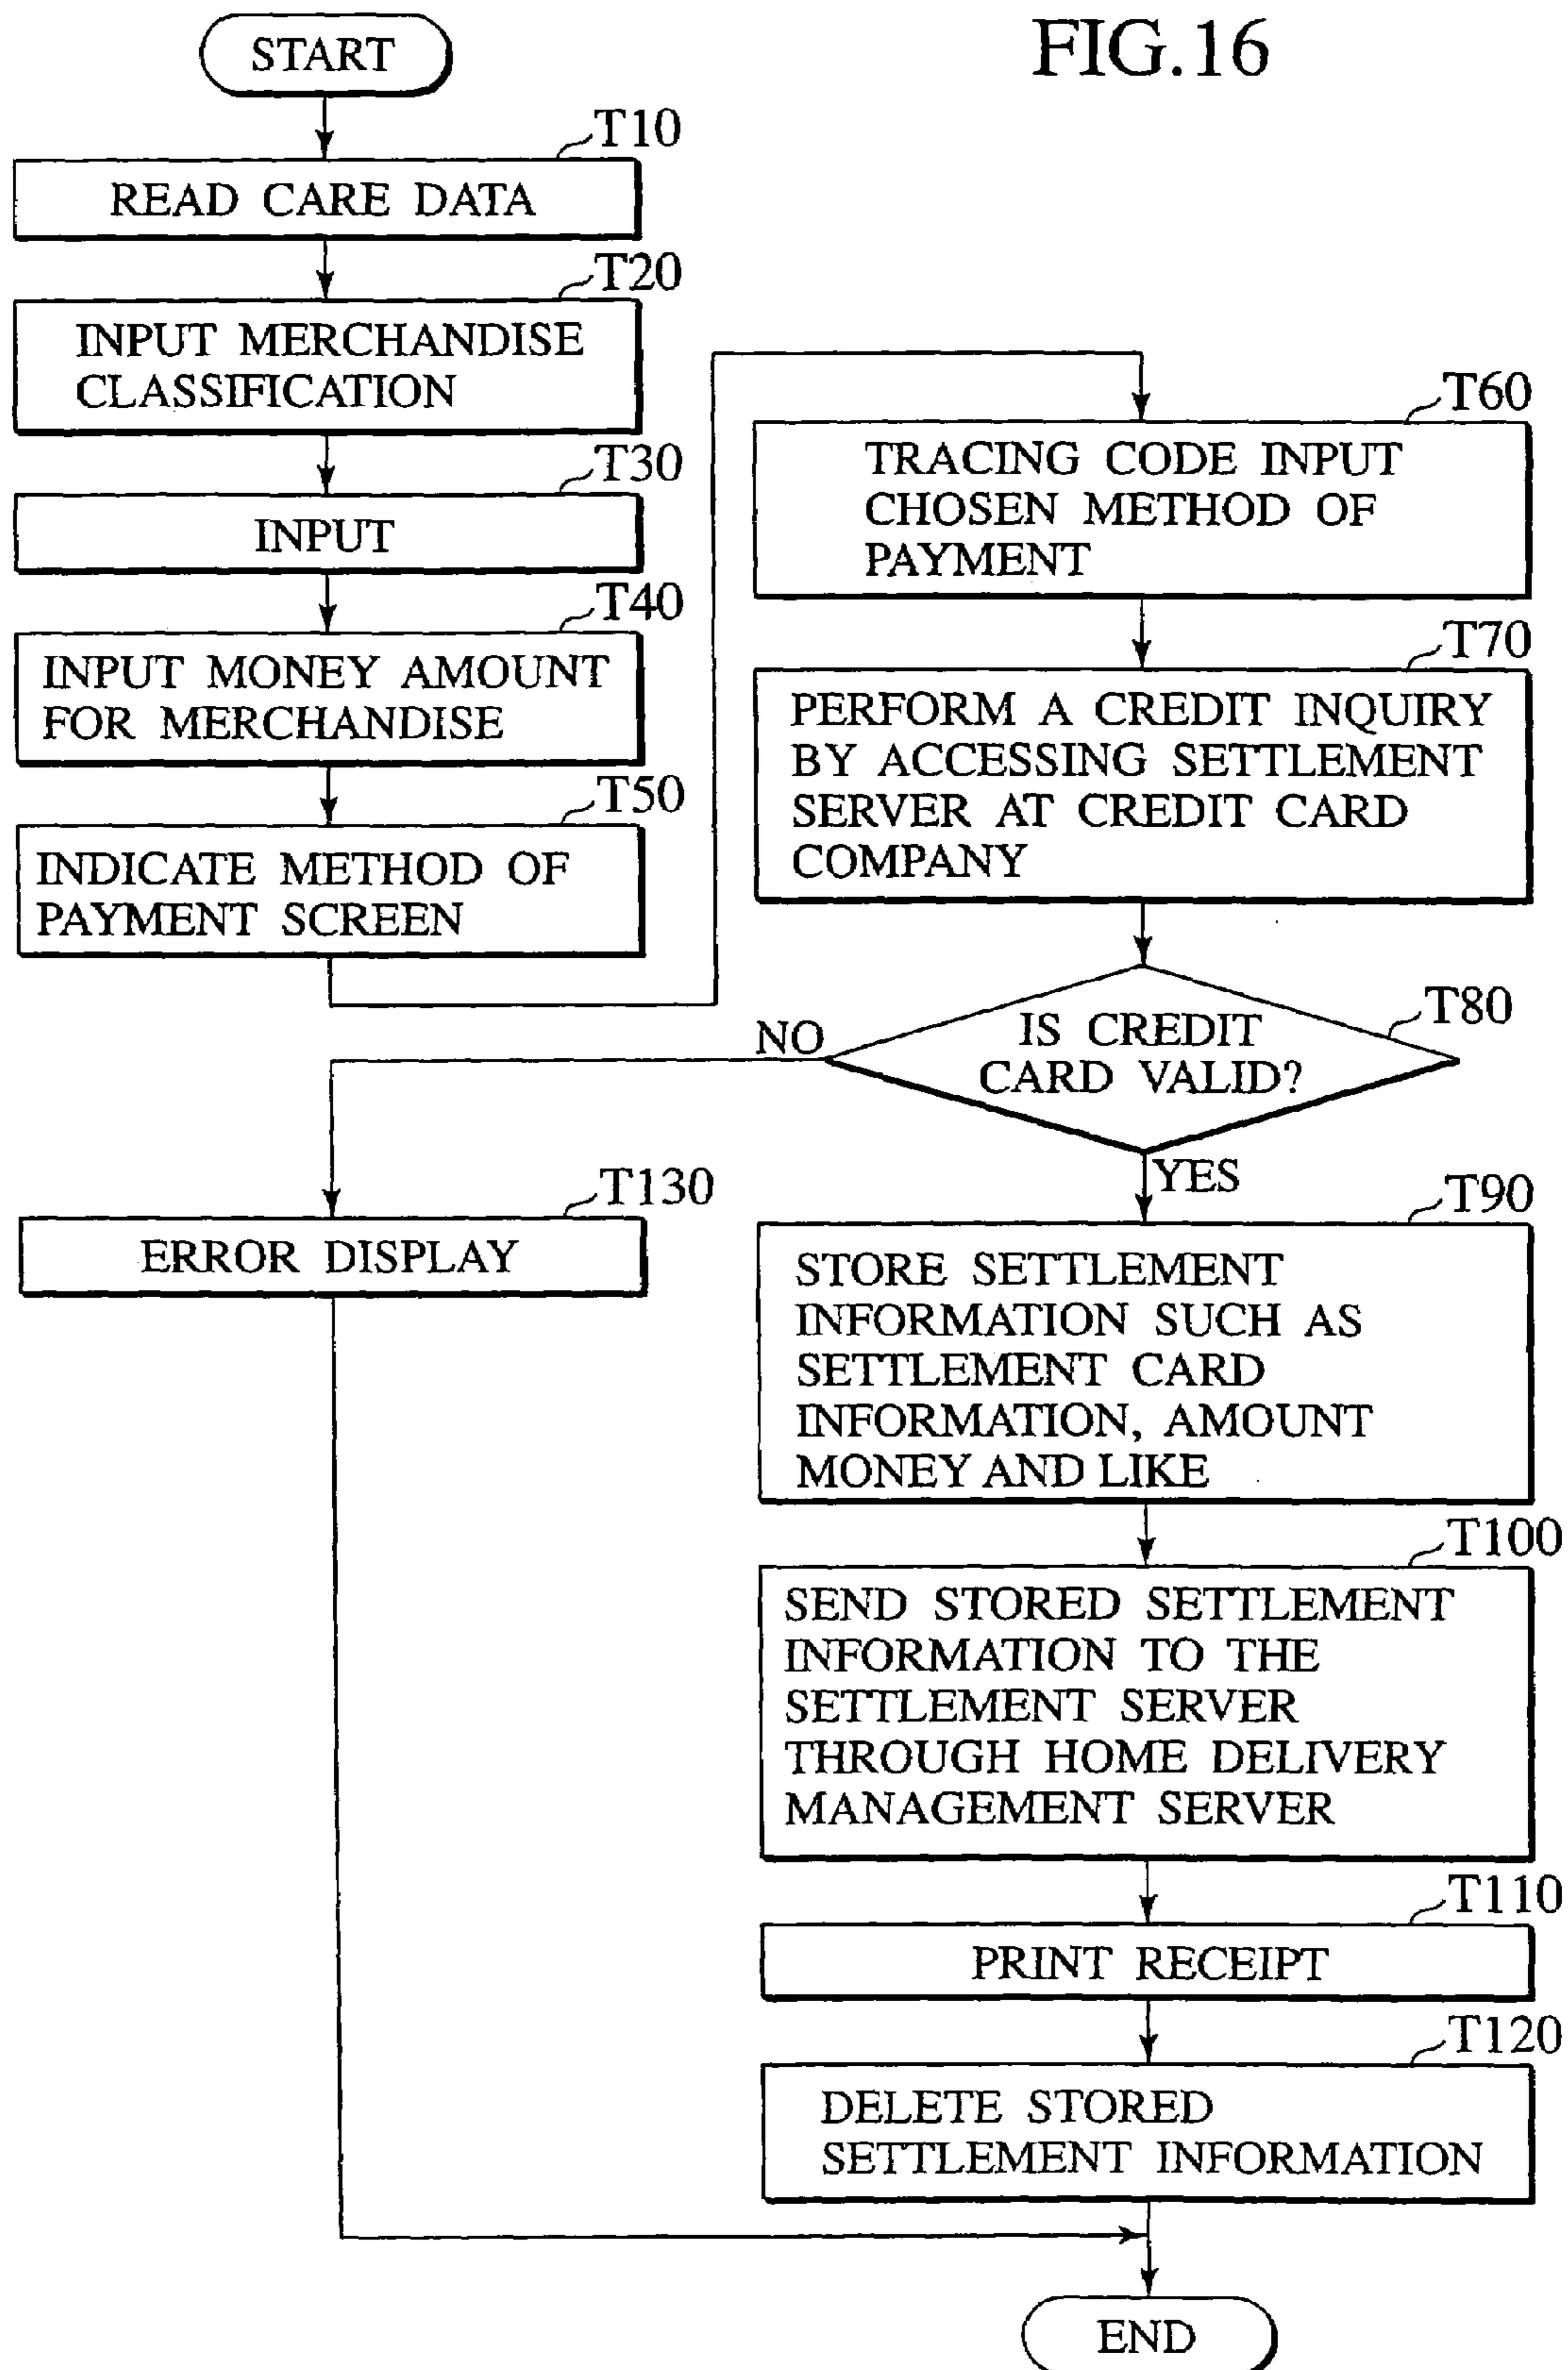 FIG.16
START
T10
READ CARE DATA
T20
INPUT MERCHANDISE
CLASSIFICATION
T30
INPUT
T40
INPUT MONEY AMOUNT
FOR MERCHANDISE
T50
INDICATE METHOD OF
PAYMENT SCREEN
T60
TRACING CODE INPUT
CHOSEN METHOD OF
PAYMENT
T70
PERFORM A CREDIT INQUIRY
BY ACCESSING SETTLEMENT
SERVER AT CREDIT CARD
COMPANY
T80
IS CREDIT
CARD VALID?
NO
YES
T130
ERROR DISPLAY
T90
STORE SETTLEMENT
INFORMATION SUCH AS
SETTLEMENT CARD
INFORMATION, AMOUNT
MONEY AND LIKE
T100
SEND STORED SETTLEMENT
INFORMATION TO THE
SETTLEMENT SERVER
THROUGH HOME DELIVERY
MANAGEMENT SERVER
T110
PRINT RECEIPT
T120
DELETE STORED
SETTLEMENT INFORMATION
END